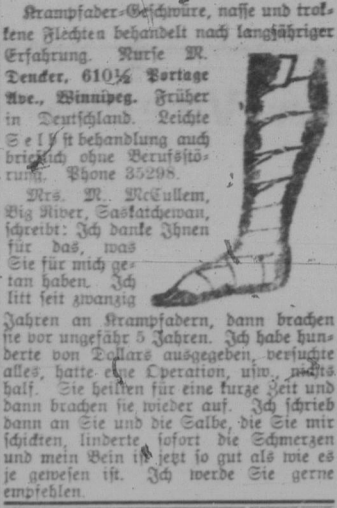 Krampfader-Geschwüre, nasse und trok-
kene Flechten behandelt nach langjähriger
Erfahrung. Nurse M.
Dencker, 610½ Portage
Ave., Winnipeg. Früher
in Deutschland. Leichte
Selbstbehandlung auch
brieflich ohne Berufsstö-
rung. Phone 35298.
Mrs. M. McCullem,
Big River, Saskatchewan,
schreibt: Ich danke Ihnen
für das, was
Sie für mich ge-
tan haben. Ich
litt seit zwanzig
Jahren an Krampfadern, dann brachen
sie vor ungefähr 5 Jahren. Ich habe hun-
derte von Dollars ausgegeben, versuchte
alles, hatte eine Operation, usw., nichts
half. Sie heilten für eine kurze Zeit und
dann brachen sie wieder auf. Ich schrieb
dann an Sie und die Salbe, die Sie mir
schickten, linderte sofort die Schmerzen
und mein Bein ist jetzt so gut als wie es
je gewesen ist. Ich werde Sie gerne
empfehlen.